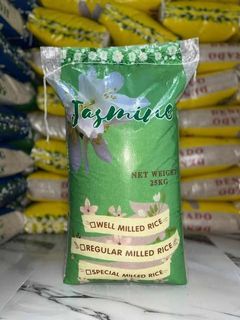 Jasmine
NET WEIGHT
25KG
WELL MILLED RICE
REGULAR MILLED RICE
SPECIAL MILLED RICE